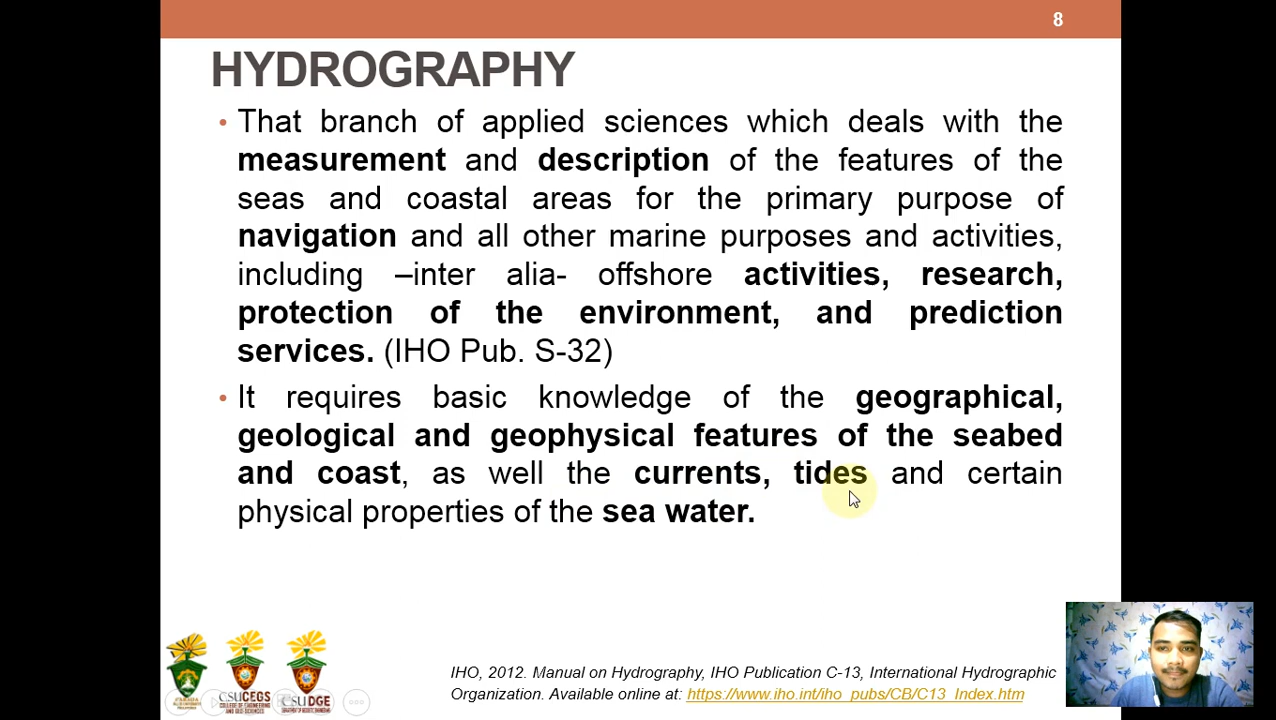 8
HYDROGRAPHY
• That branch of applied sciences which deals with the
measurement and description of the features of the
seas and coastal areas for the primary purpose of
navigation and all other marine purposes and activities,
including –inter alia- offshore activities, research,
protection of the environment, and prediction
services. (IHO Pub. S-32)
• It requires basic knowledge of the geographical,
geological and geophysical features of the seabed
and coast, as well the currents, tides and certain
physical properties of the sea water.
IHO, 2012. Manual on Hydrography, IHO Publication C-13, International Hydrographic
Organization. Available online at: https://www.iho.int/iho_pubs/CB/C13_Index.htm
CSUCEGS
CSUDGE